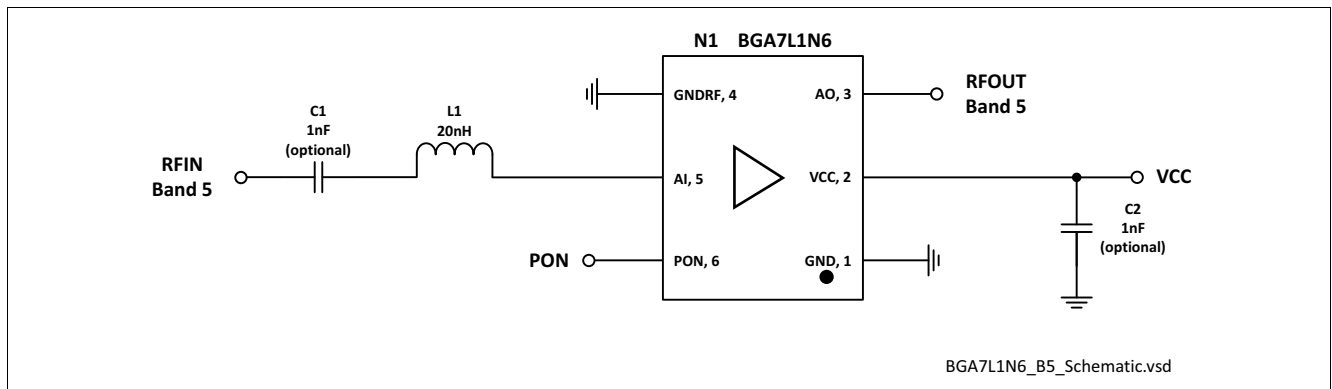 N1 BGA7L1N6
GNDRF, 4
AO, 3
RFOUT
Band 5
C1
1nF
(optional)
L1
20nH
RFIN
Band 5
AI, 5
VCC, 2
VCC
C2
1nF
(optional)
PON
PON, 6
GND, 1
BGA7L1N6_B5_Schematic.vsd